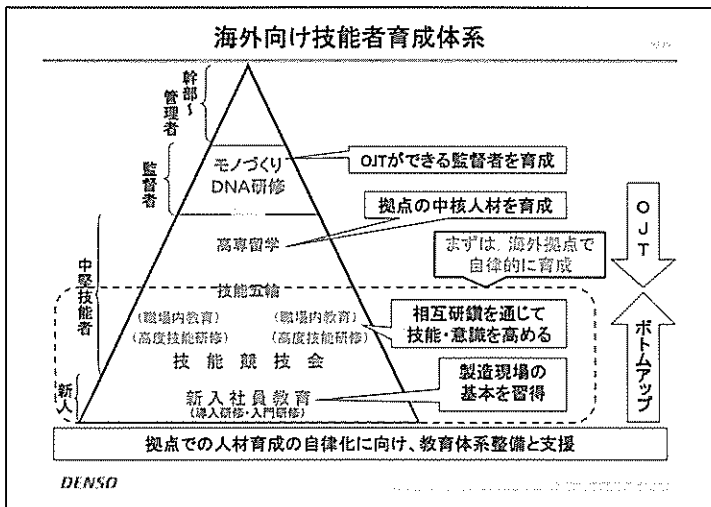 海外向け技能者育成体系
幹部～
管理者
監督者
モノづくり
DNA研修
OJTができる監督者を育成
拠点の中核人材を育成
高専留学
まずは、海外拠点で
自律的に育成
OJT
中堅技能者
技能五輪
(職場内教育)
(職場内教育)
(高度技能研修)
(高度技能研修)
相互研鑽を通じて
技能・意識を高める
技能競技会
ボトムアップ
新人
新入社員教育
(導入研修・入門研修)
製造現場の
基本を習得
拠点での人材育成の自律化に向け、教育体系整備と支援
DENSO